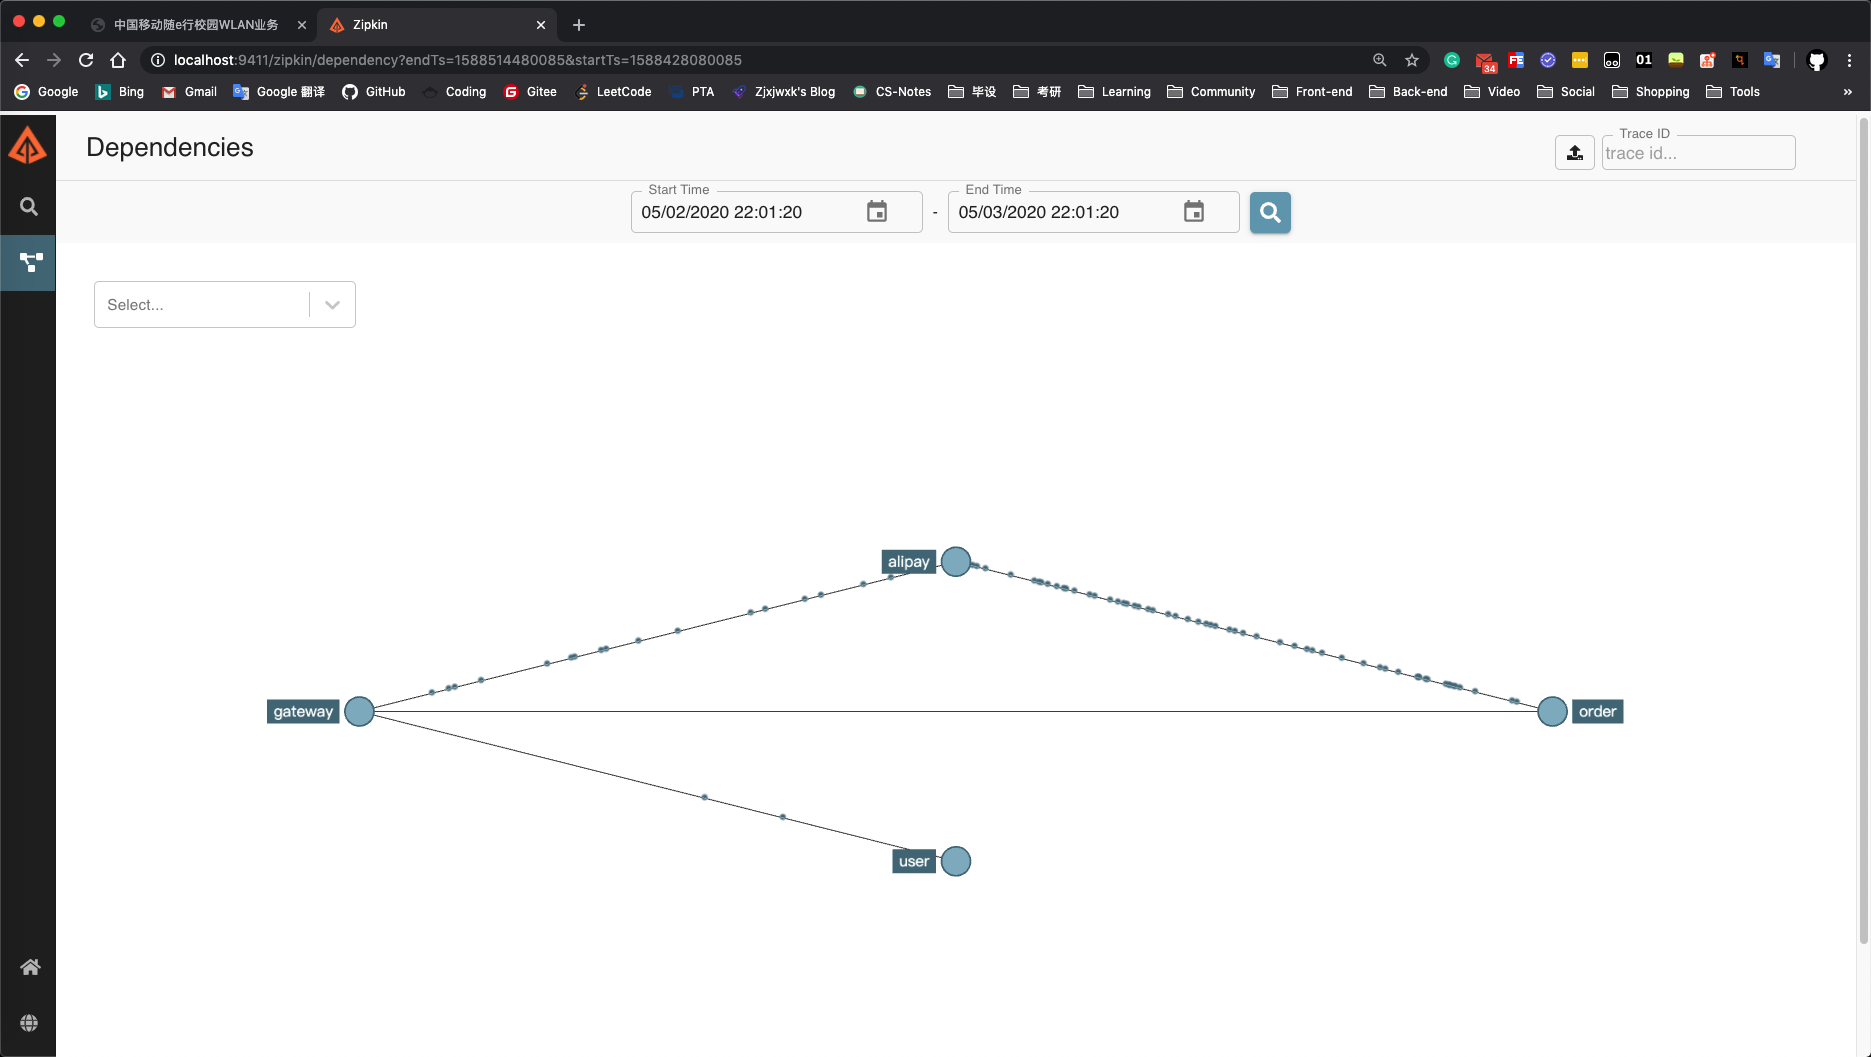 中国移动随e行校园WLAN业务
Zipkin
localhost:9411/zipkin/dependency?endTs=1588514480085&startTs=1588428080085
34
FE
01
Google
Bing
Gmail
Google 翻译
GitHub
Coding
Gitee
LeetCode
PTA
Zjxjwxk's Blog
CS-Notes
毕设
考研
Learning
Community
Front-end
Back-end
Video
Social
Shopping
Tools
»
Dependencies
Trace ID
trace id...
Start Time
05/02/2020 22:01:20
-
End Time
05/03/2020 22:01:20
Select...
alipay
gateway
order
user